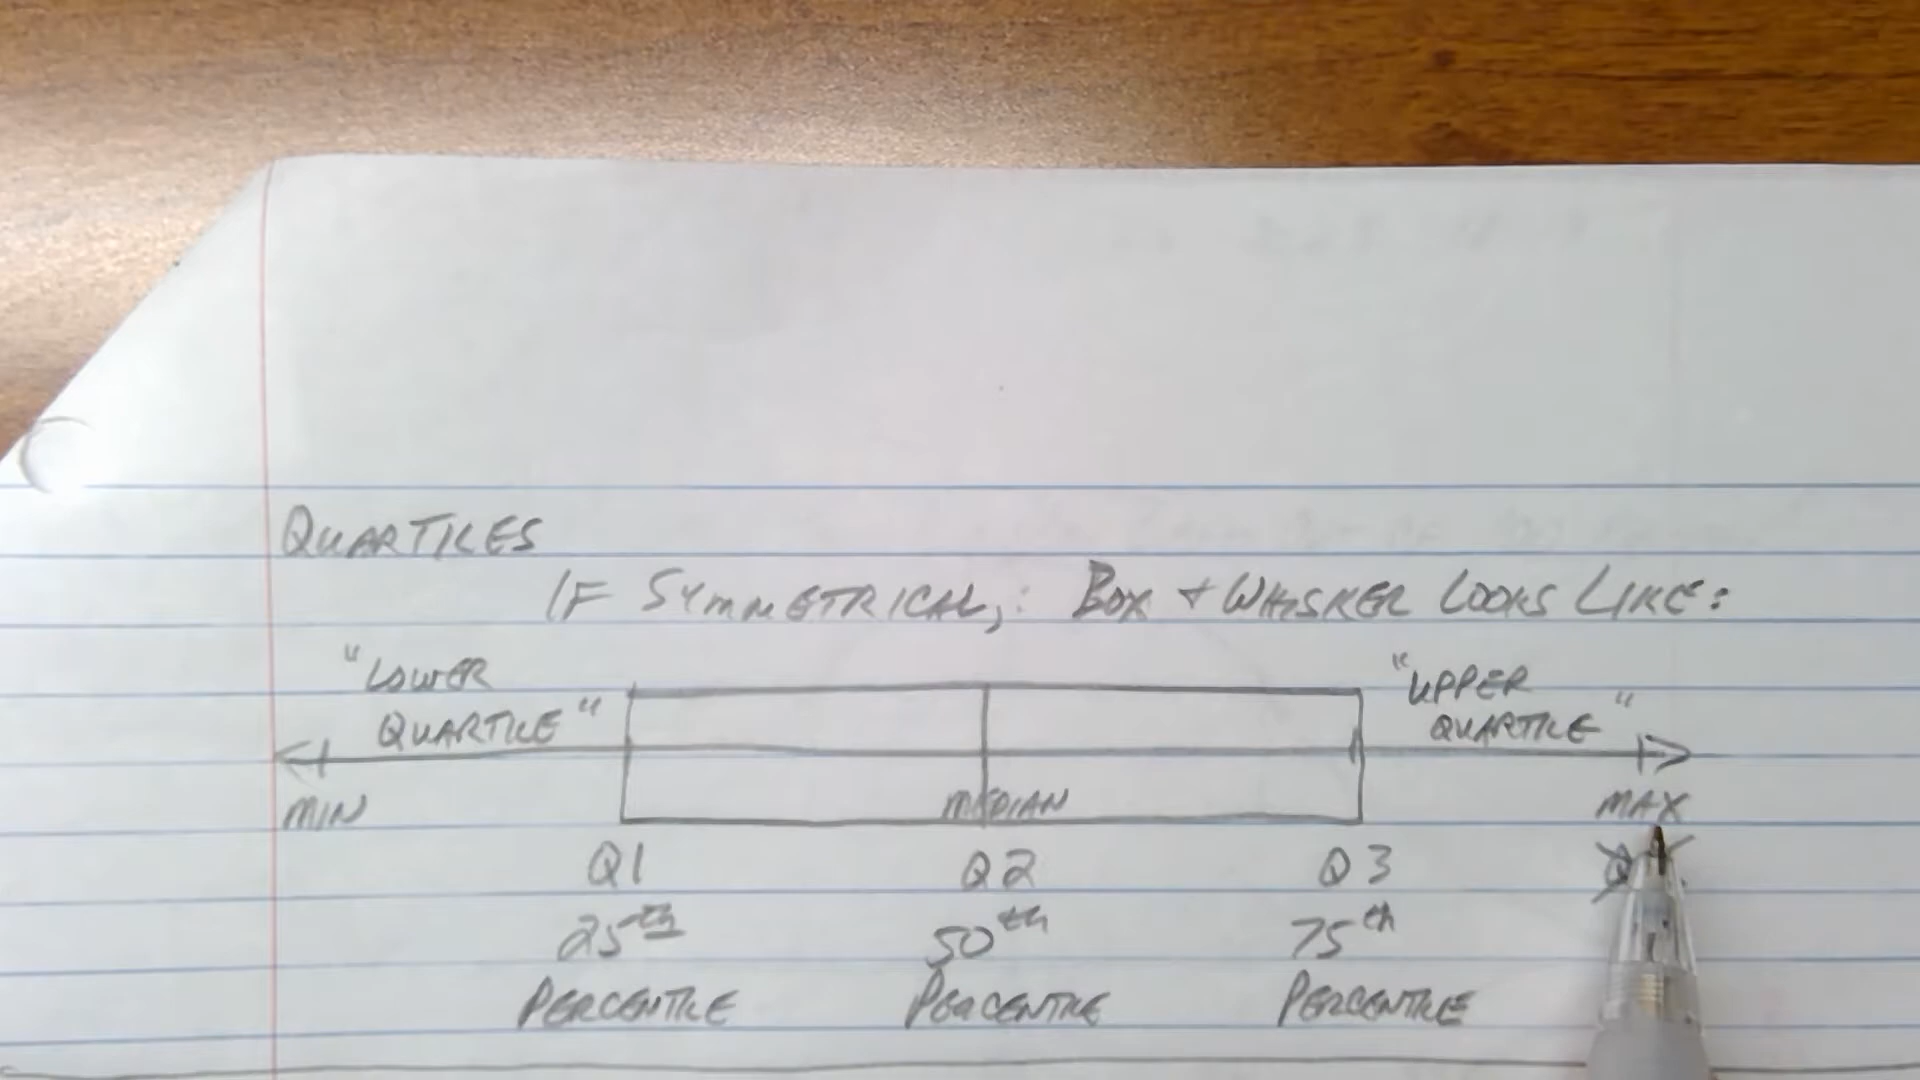 QUARTILES
IF SYMMETRICAL,: BOX + WHISKER LOOKS LIKE:
"LOWER QUARTILE"
"UPPER QUARTILE"
MIN
MEDIAN
MAX
Q1 Q2 Q3
25th 50th 75th
PERCENTILE PERCENTILE PERCENTILE